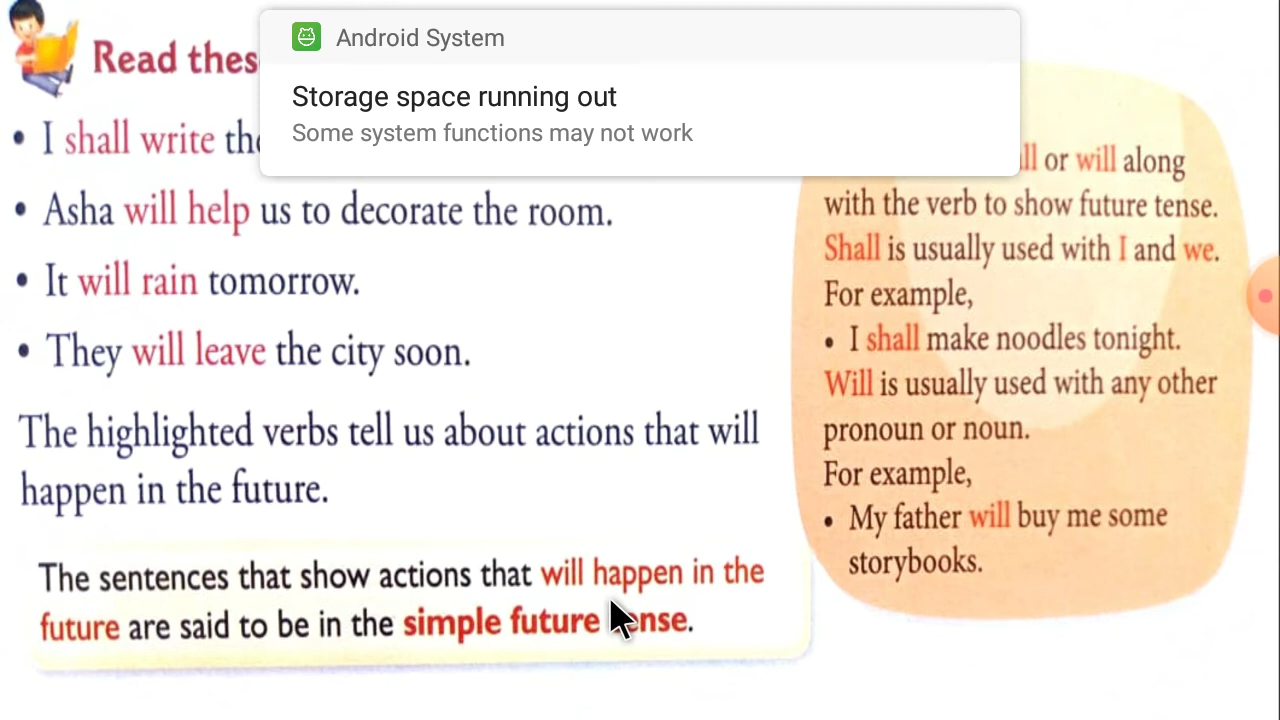 Android System
Storage space running out
Some system functions may not work
Read
• I shall write
• Asha will help us to decorate the room.
• It will rain tomorrow.
• They will leave the city soon.
The highlighted verbs tell us about actions that will
happen in the future.
The sentences that show actions that will happen in the
future are said to be in the simple future tense.
or will along
with the verb to show future tense.
Shall is usually used with I and we.
For example,
• I shall make noodles tonight.
Will is usually used with any other
pronoun or noun.
For example,
• My father will buy me some
storybooks.